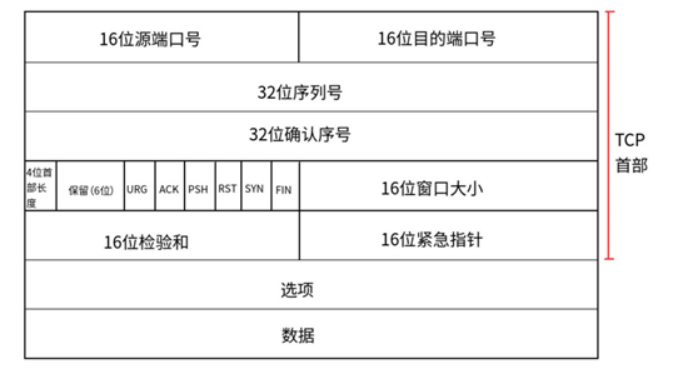 16位源端口号
16位目的端口号
32位序列号
32位确认序号
TCP
首部
4位首
部长
度
保留(6位)
URG
ACK
PSH
RST
SYN
FIN
16位窗口大小
16位检验和
16位紧急指针
选项
数据